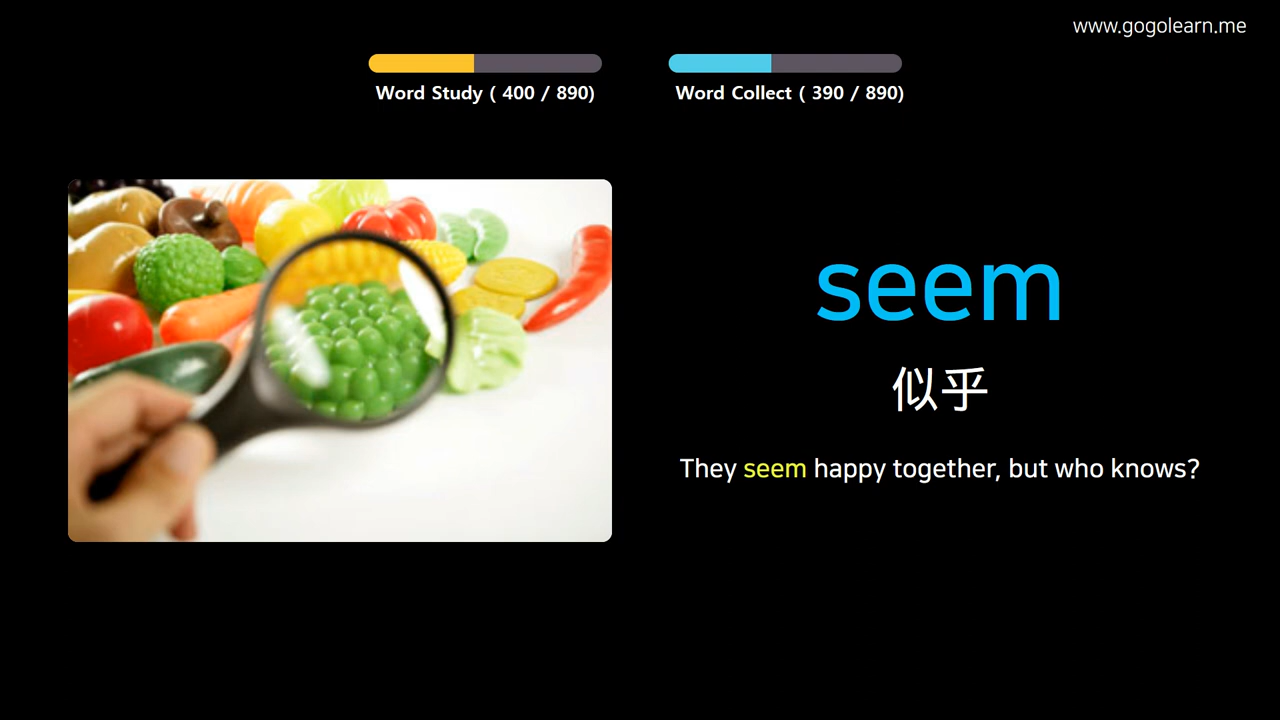 www.gogolearn.me
Word Study ( 400 / 890)
Word Collect ( 390 / 890)
seem
似乎
They seem happy together, but who knows?